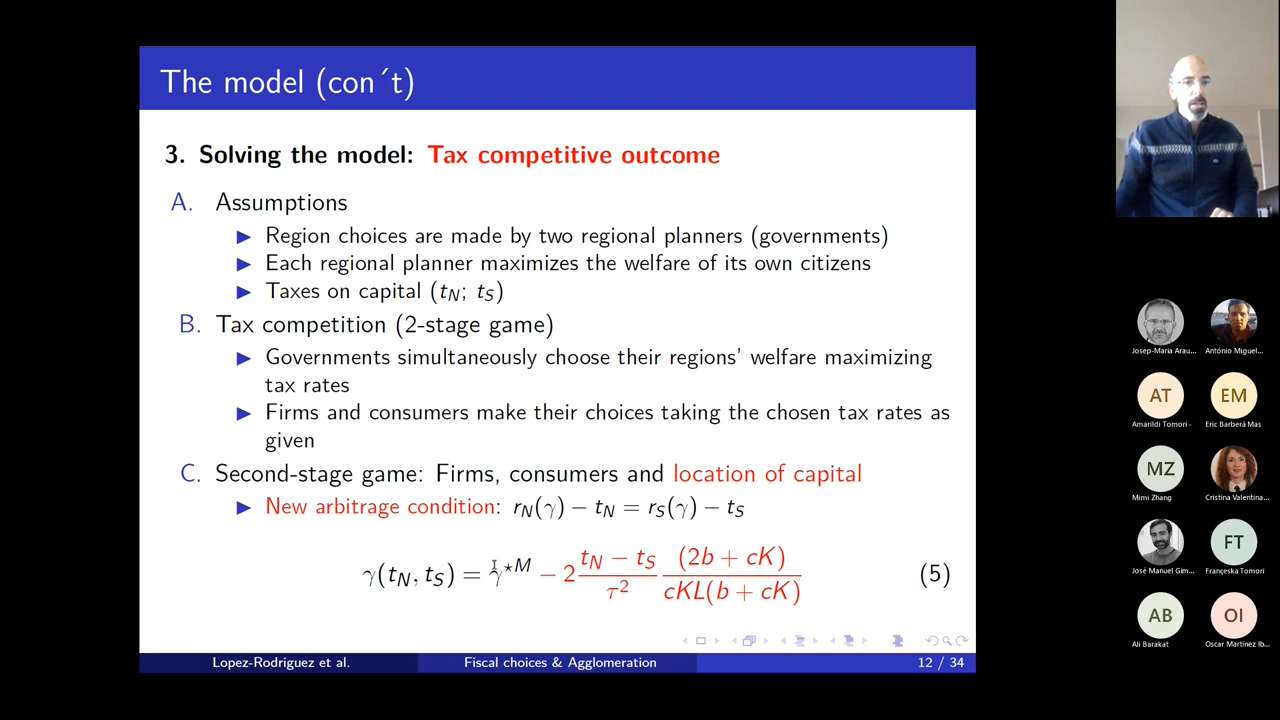 The model (con´t)
3. Solving the model: Tax competitive outcome
A. Assumptions
▶ Region choices are made by two regional planners (governments)
▶ Each regional planner maximizes the welfare of its own citizens
▶ Taxes on capital (t_N; t_S)
B. Tax competition (2-stage game)
▶ Governments simultaneously choose their regions' welfare maximizing
tax rates
▶ Firms and consumers make their choices taking the chosen tax rates as
given
C. Second-stage game: Firms, consumers and location of capital
▶ New arbitrage condition: r_N(γ) − t_N = r_S(γ) − t_S
γ(t_N, t_S) = γ^{⋆M} − 2 \frac{t_N − t_S}{τ^2} \frac{(2b + cK)}{cKL(b + cK)} (5)
Lopez-Rodriguez et al. Fiscal choices & Agglomeration 12 / 34
Josep-Maria Arau... António Miguel...
AT EM
Amarildi Tomori - Eric Barberá Mas
MZ
Mimi Zhang Cristina Valentina...
FT
José Manuel Gim... Françeska Tomori
AB OI
Ali Barakat Oscar Martínez Ib...